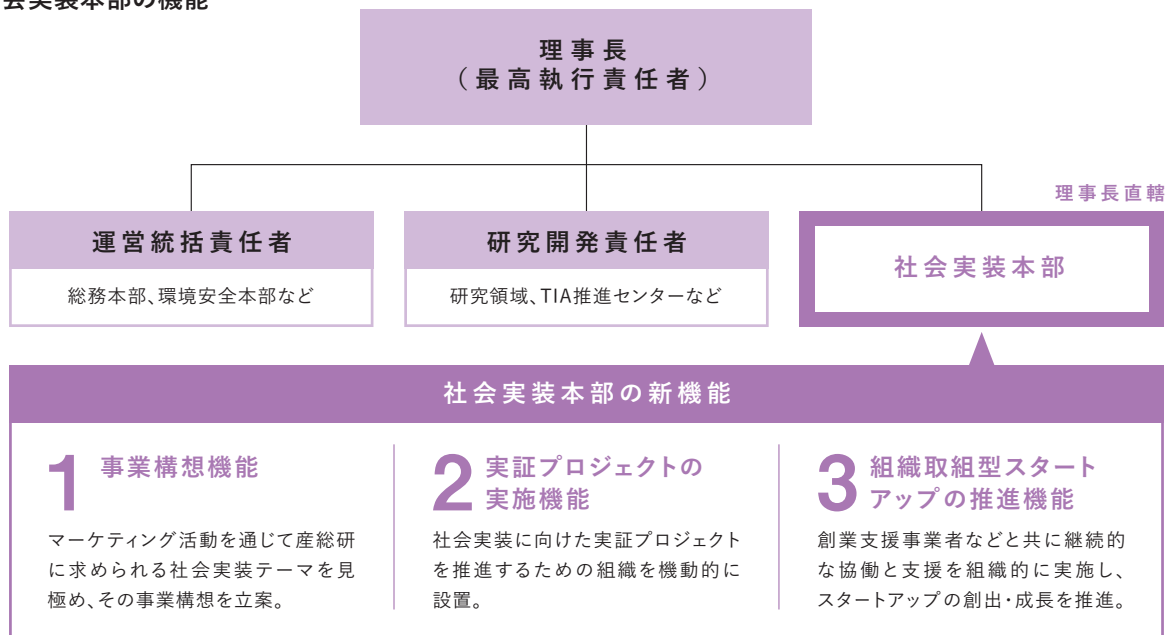 会実装本部の機能
理事長
（最高執行責任者）
理事長直轄
運営統括責任者
総務本部、環境安全本部など
研究開発責任者
研究領域、TIA推進センターなど
社会実装本部
社会実装本部の新機能
1 事業構想機能
マーケティング活動を通じて産総研
に求められる社会実装テーマを見
極め、その事業構想を立案。
2 実証プロジェクトの
実施機能
社会実装に向けた実証プロジェクト
を推進するための組織を機動的に
設置。
3 組織取組型スタート
アップの推進機能
創業支援事業者などと共に継続的
な協働と支援を組織的に実施し、
スタートアップの創出・成長を推進。